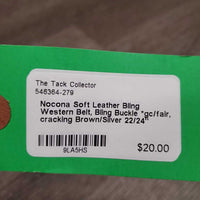 The Tack Collector
546364-279
Nocona Soft Leather Bling
Western Belt, Bling Buckle *gc/fair,
cracking Brown/Silver 22/24"
9LA5HS
$20.00